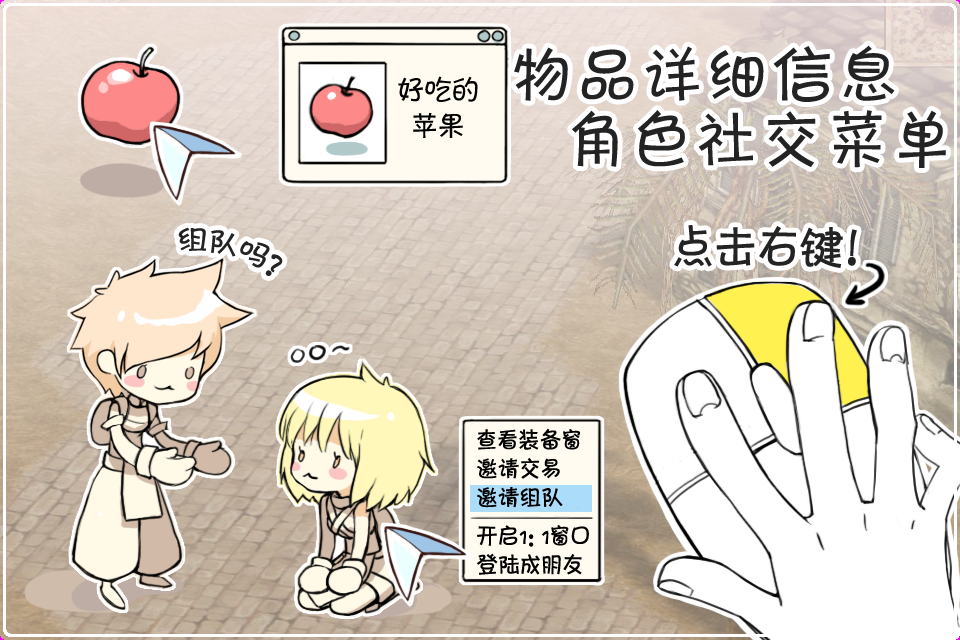 物品详细信息
角色社交菜单
好吃的
苹果
点击右键!
组队吗?
oo~
查看装备窗
邀请交易
邀请组队
开启1:1窗口
登陆成朋友